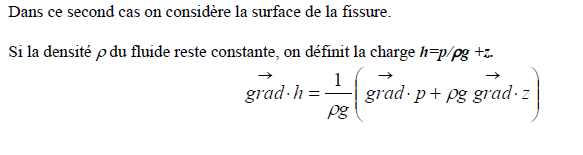 Dans ce second cas on considère la surface de la fissure.
Si la densité ρ du fluide reste constante, on définit la charge h=p/ρg +z.
$\overrightarrow{grad} \cdot h = \frac{1}{\rho g} \left( \overrightarrow{grad} \cdot p + \rho g \, \overrightarrow{grad} \cdot z \right)$